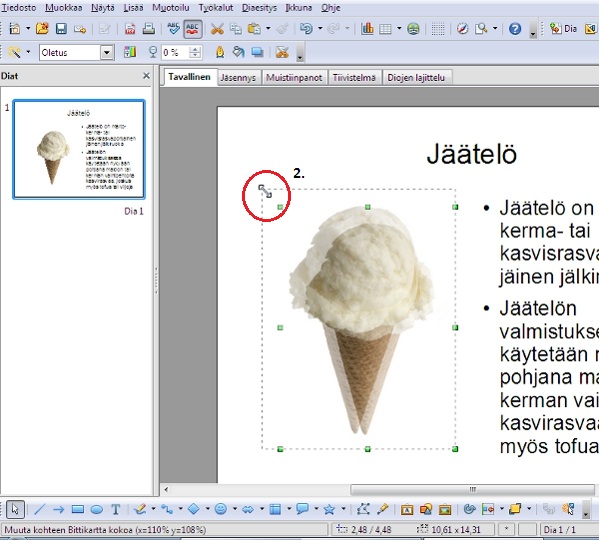 Tiedosto Muokkaa Näytä Lisää Muotoilu Työkalut Diaesitys Ikkuna Ohje
ABC ABC Dia
Oletus 0 %
Diat
Tavallinen Jäsennys Muistiinpanot Tiivistelmä Diojen lajittelu
1
Jäätelö
Dia 1
Jäätelö
2.
• Jäätelö on
kerma- tai
kasvisrasva
jäinen jälkir
• Jäätelön
valmistukse
käytetään r
pohjana ma
kerman vai
kasvirasvaa
myös tofua
T
Muuta kohteen Bittikartta kokoa (x=110% y=108%) 2,48 / 4,48 10,61 x 14,31 * Dia 1 / 1